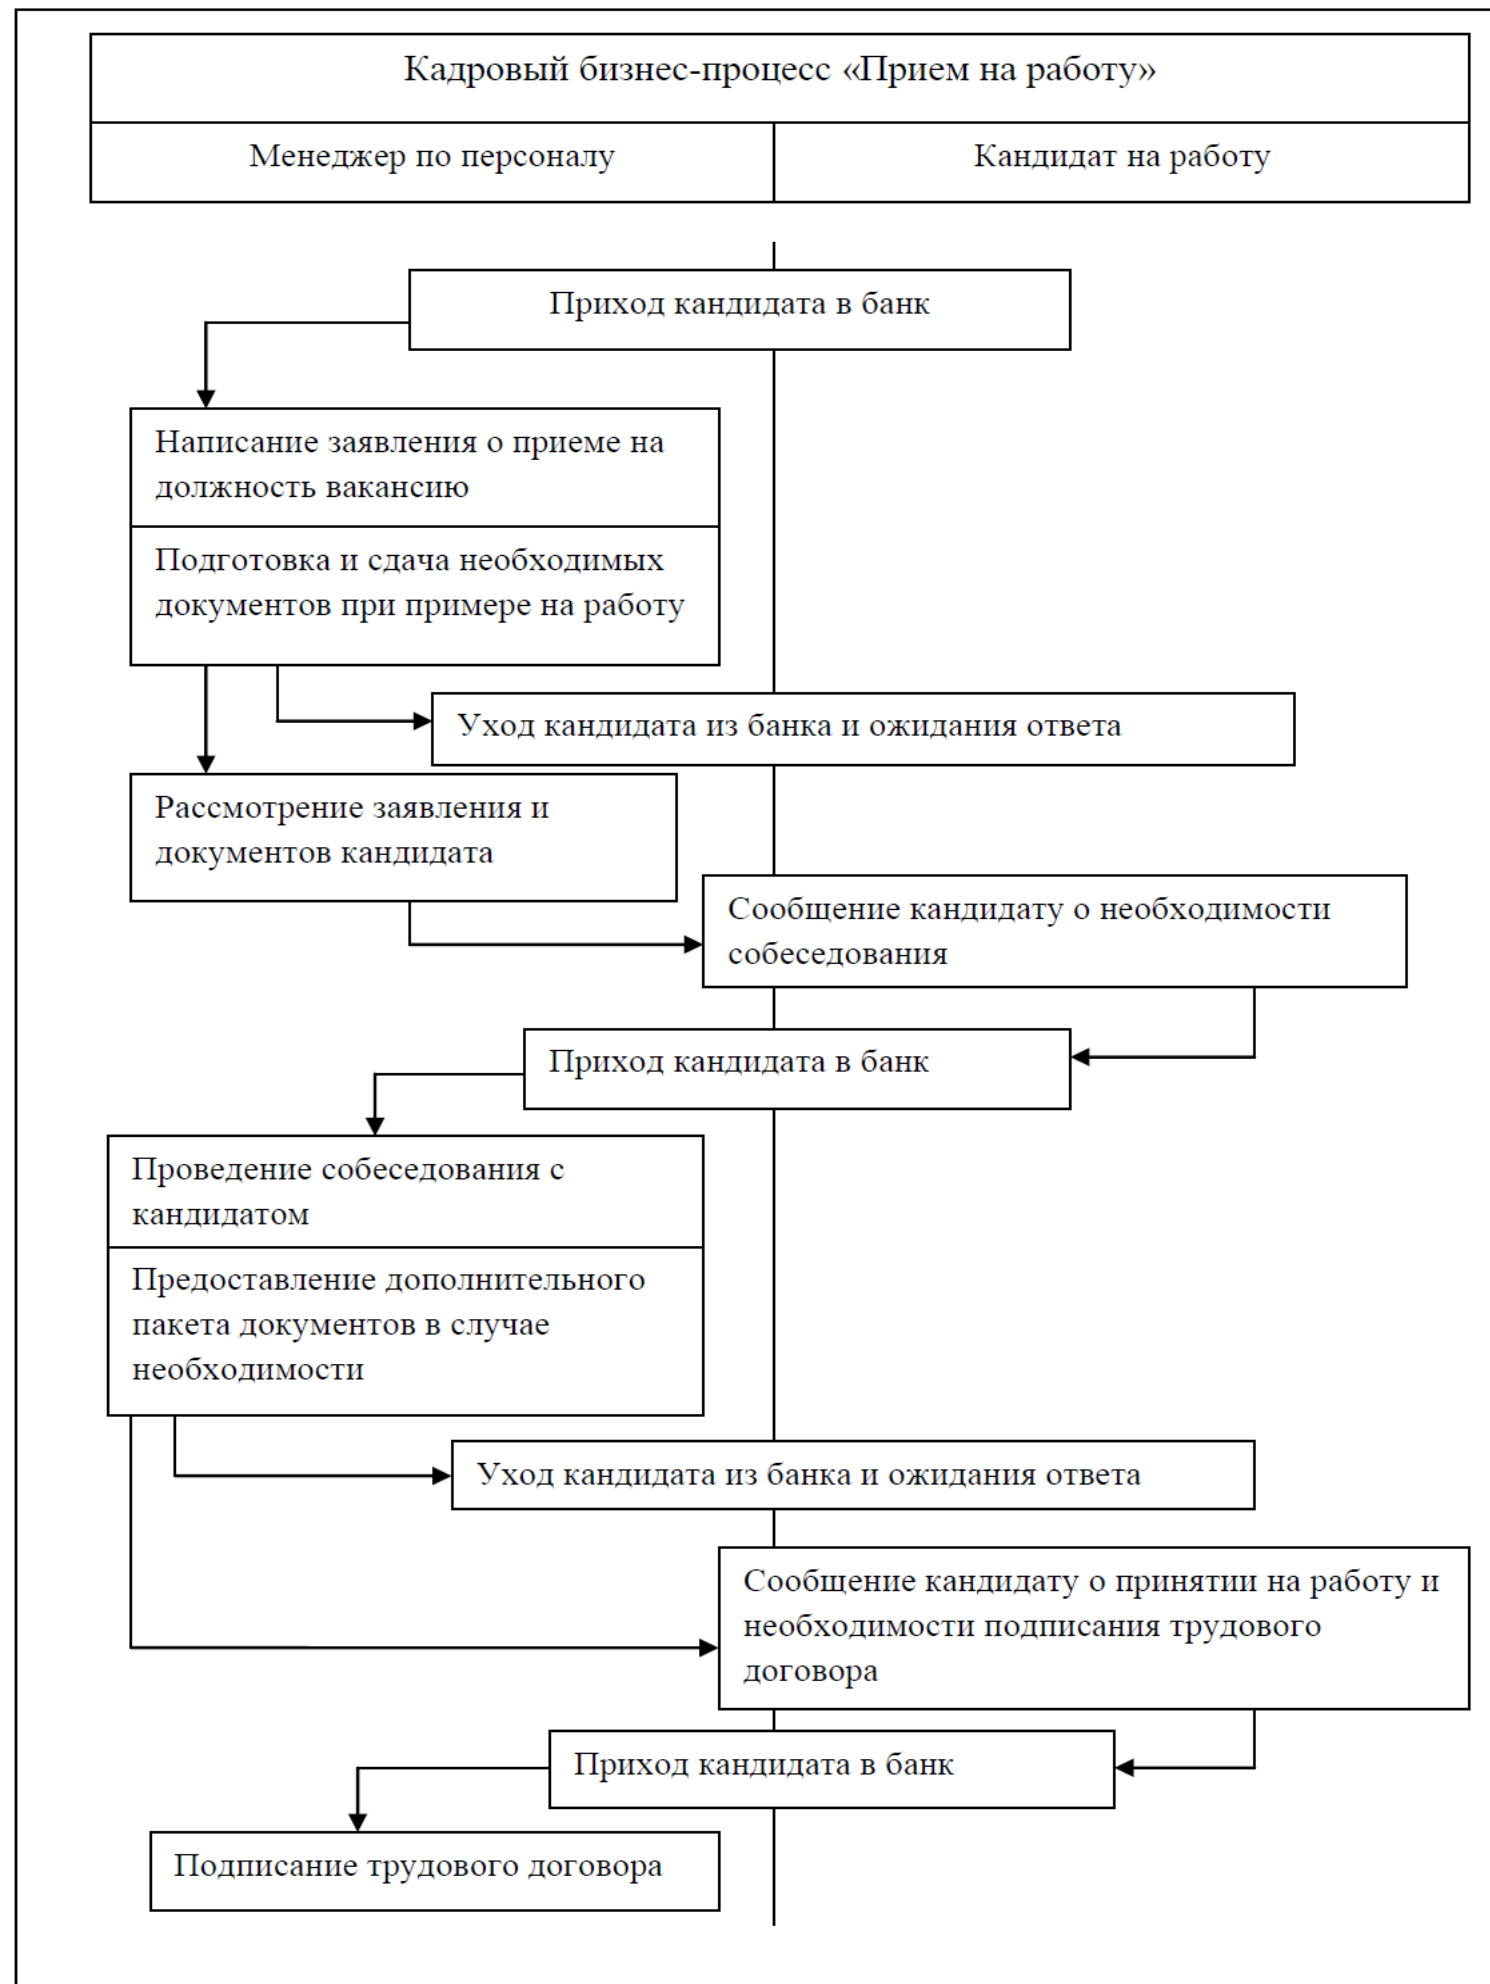 Кадровый бизнес-процесс «Прием на работу»
Менеджер по персоналу
Кандидат на работу
Приход кандидата в банк
Написание заявления о приеме на
должность вакансию
Подготовка и сдача необходимых
документов при примере на работу
Уход кандидата из банка и ожидания ответа
Рассмотрение заявления и
документов кандидата
Сообщение кандидату о необходимости
собеседования
Приход кандидата в банк
Проведение собеседования с
кандидатом
Предоставление дополнительного
пакета документов в случае
необходимости
Уход кандидата из банка и ожидания ответа
Сообщение кандидату о принятии на работу и
необходимости подписания трудового
договора
Приход кандидата в банк
Подписание трудового договора